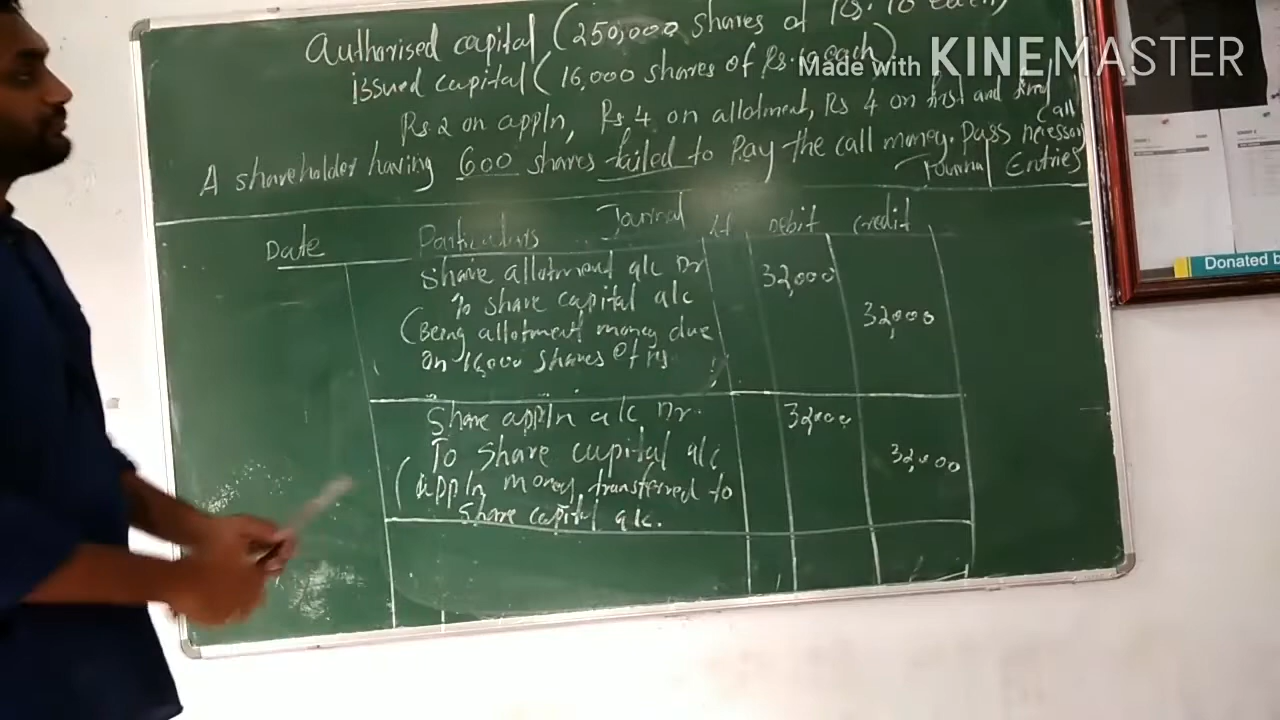 Authorised capital (250,000 shares of Rs. 10 each)
issued capital (16,000 shares of Rs. 10 each)
Made with KINEMASTER
Rs 2 on appln, Rs 4 on allotment, Rs 4 on first and final
call
A shareholder having 600 shares failed to Pay the call money. Pass necessary
Journal Entries
Journal
Date Particulars Lf Debit Credit
Share allotment a/c Dr 32,000
To share capital a/c 32,000
(Being allotment money due
on 16,000 shares @ rs )
Share appln a/c Dr. 32,000
To Share capital a/c 32,000
(appln money transferred to
share capital a/c.
Donated b